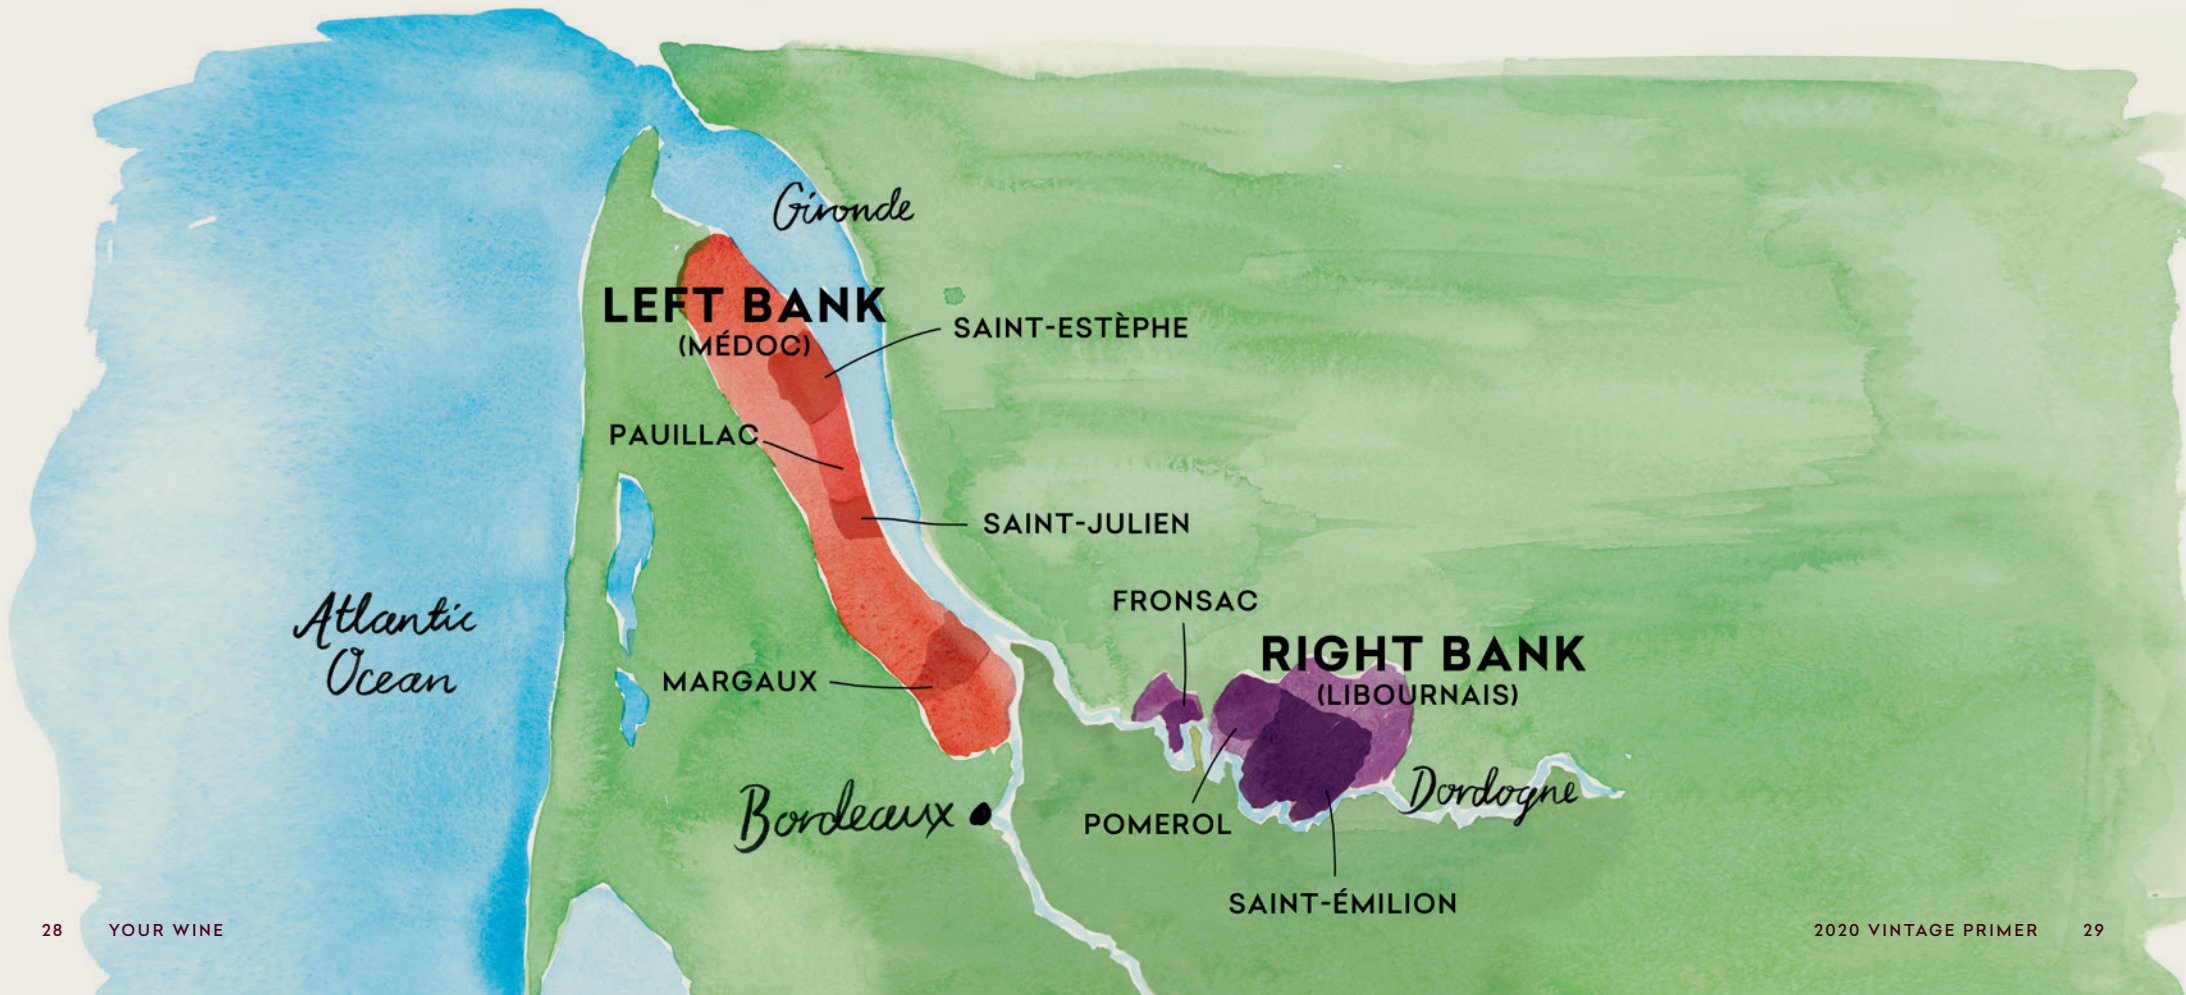 Gironde
LEFT BANK
(MÉDOC)
SAINT-ESTÈPHE
PAUILLAC
SAINT-JULIEN
Atlantic
Ocean
MARGAUX
FRONSAC
RIGHT BANK
(LIBOURNAIS)
Bordeaux
Dordogne
POMEROL
SAINT-ÉMILION
28 YOUR WINE
2020 VINTAGE PRIMER 29